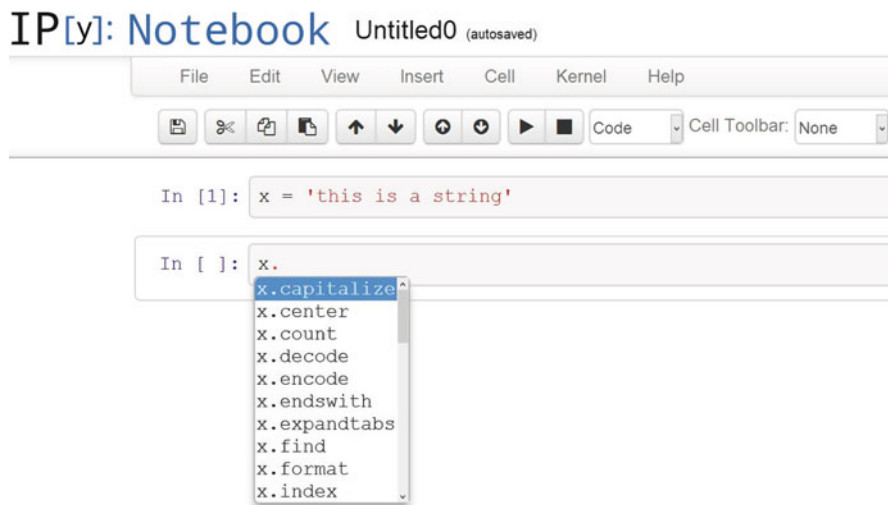 IP[y]: Notebook Untitled0 (autosaved)
File Edit View Insert Cell Kernel Help
Code Cell Toolbar: None
In [1]: x = 'this is a string'
In [ ]: x.
x.capitalize
x.center
x.count
x.decode
x.encode
x.endswith
x.expandtabs
x.find
x.format
x.index